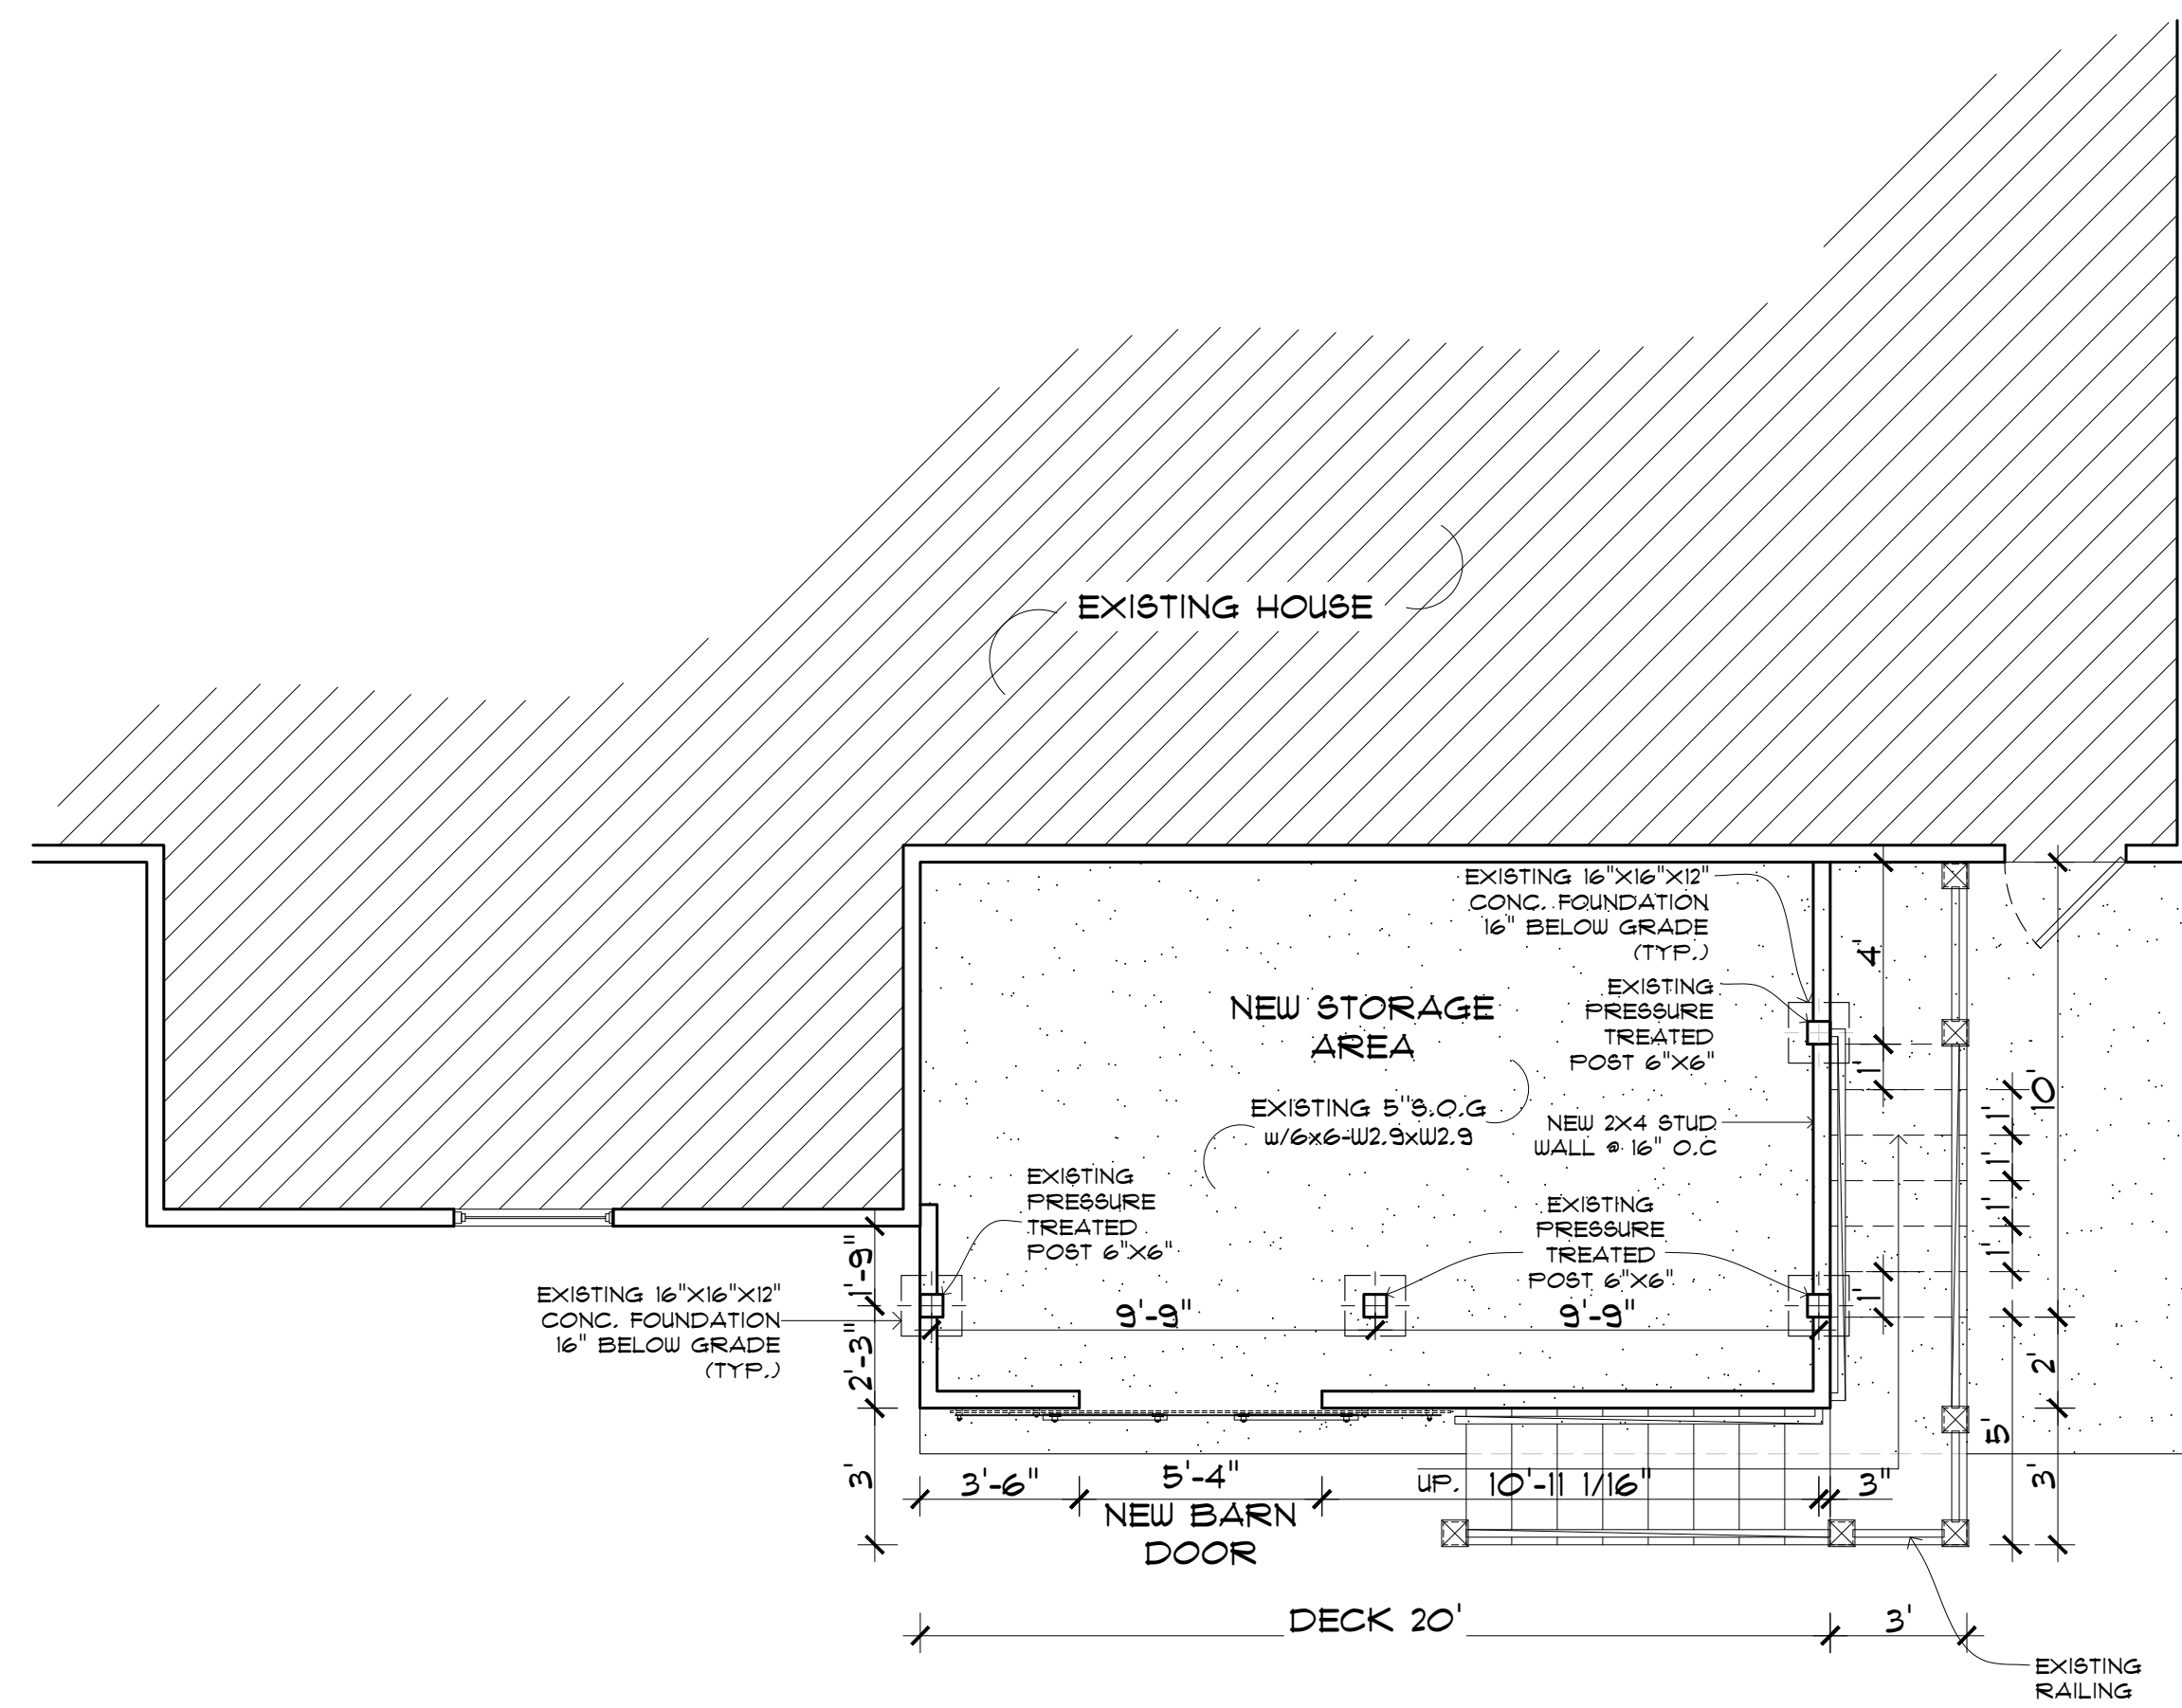 EXISTING HOUSE
EXISTING 16"X16"X12"
CONC. FOUNDATION
16" BELOW GRADE
(TYP.)
EXISTING
PRESSURE
TREATED
POST 6"X6"
NEW STORAGE
AREA
EXISTING 5"S.O.G
w/6x6-W2.9xW2.9
NEW 2X4 STUD
WALL @ 16" O.C
EXISTING
PRESSURE
TREATED
POST 6"X6"
EXISTING
PRESSURE
TREATED
POST 6"X6"
EXISTING 16"X16"X12"
CONC. FOUNDATION
16" BELOW GRADE
(TYP.)
1'-9"
2'-3"
3'
9'-9"
9'-9"
4'
1'
1'
1'
1'
1'
1'
10'
2'
5'
3'
3'-6"
5'-4"
UP.
10'-11 1/16"
3"
NEW BARN
DOOR
DECK 20'
3'
EXISTING
RAILING